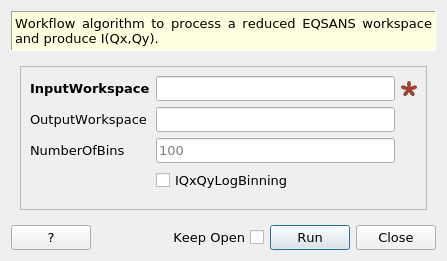 Workflow algorithm to process a reduced EQSANS workspace
and produce I(Qx,Qy).
InputWorkspace
OutputWorkspace
NumberOfBins 100
IQxQyLogBinning
? Keep Open Run Close